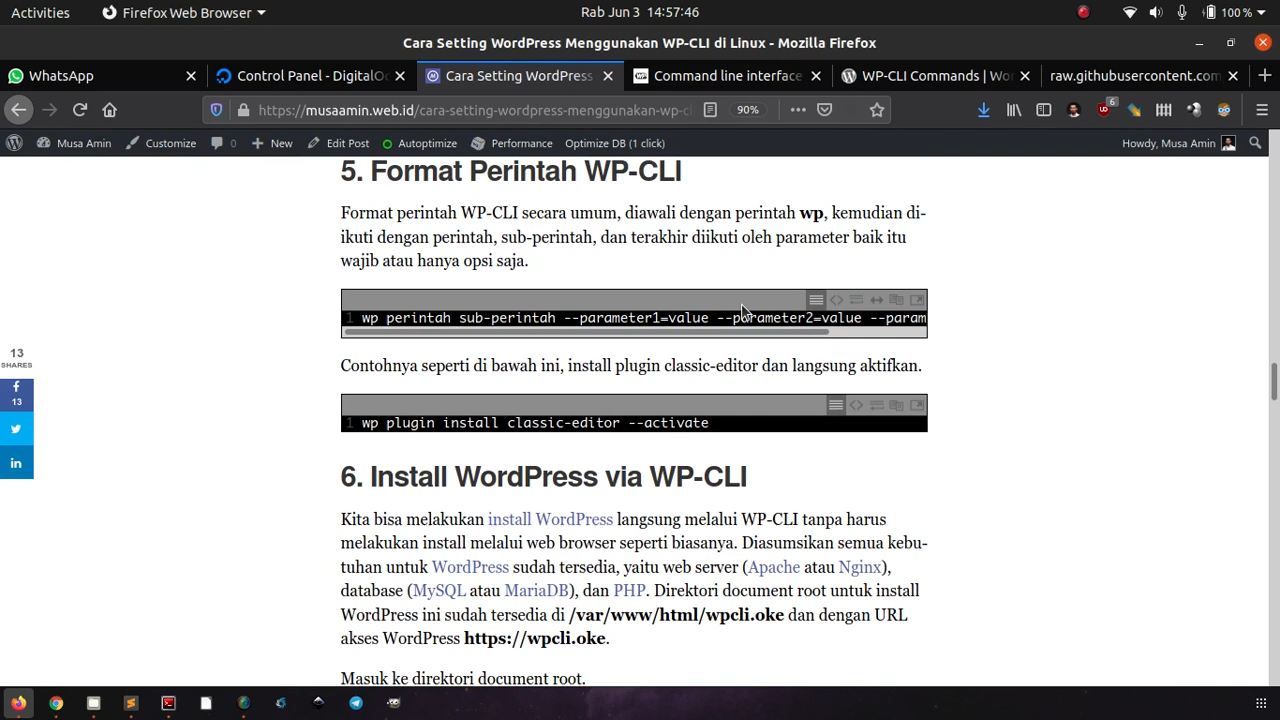 Activities
Firefox Web Browser
Rab Jun 3 14:57:46
100 %
Cara Setting WordPress Menggunakan WP-CLI di Linux - Mozilla Firefox
WhatsApp
Control Panel - DigitalOc
Cara Setting WordPress
Command line interface
WP-CLI Commands | Wo
raw.githubusercontent.com
https://musaamin.web.id/cara-setting-wordpress-menggunakan-wp-cl
90%
6
Musa Amin
Customize
0
New
Edit Post
Autoptimize
Performance
Optimize DB (1 click)
Howdy, Musa Amin
5. Format Perintah WP-CLI
Format perintah WP-CLI secara umum, diawali dengan perintah wp, kemudian di-
ikuti dengan perintah, sub-perintah, dan terakhir diikuti oleh parameter baik itu
wajib atau hanya opsi saja.
1 wp perintah sub-perintah --parameter1=value --parameter2=value --param
13
SHARES
13
in
Contohnya seperti di bawah ini, install plugin classic-editor dan langsung aktifkan.
1 wp plugin install classic-editor --activate
6. Install WordPress via WP-CLI
Kita bisa melakukan install WordPress langsung melalui WP-CLI tanpa harus
melakukan install melalui web browser seperti biasanya. Diasumsikan semua kebu-
tuhan untuk WordPress sudah tersedia, yaitu web server (Apache atau Nginx),
database (MySQL atau MariaDB), dan PHP. Direktori document root untuk install
WordPress ini sudah tersedia di /var/www/html/wpcli.oke dan dengan URL
akses WordPress https://wpcli.oke.
Masuk ke direktori document root.